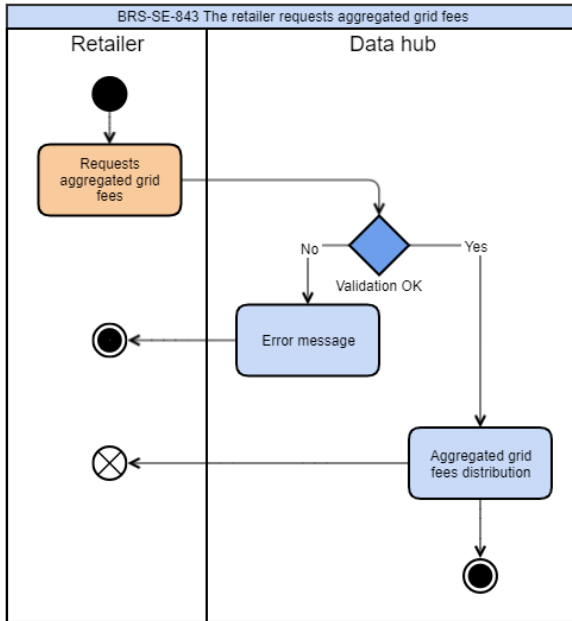 BRS-SE-843 The retailer requests aggregated grid fees
Retailer
Data hub
Requests
aggregated grid
fees
No
Yes
Validation OK
Error message
Aggregated grid
fees distribution